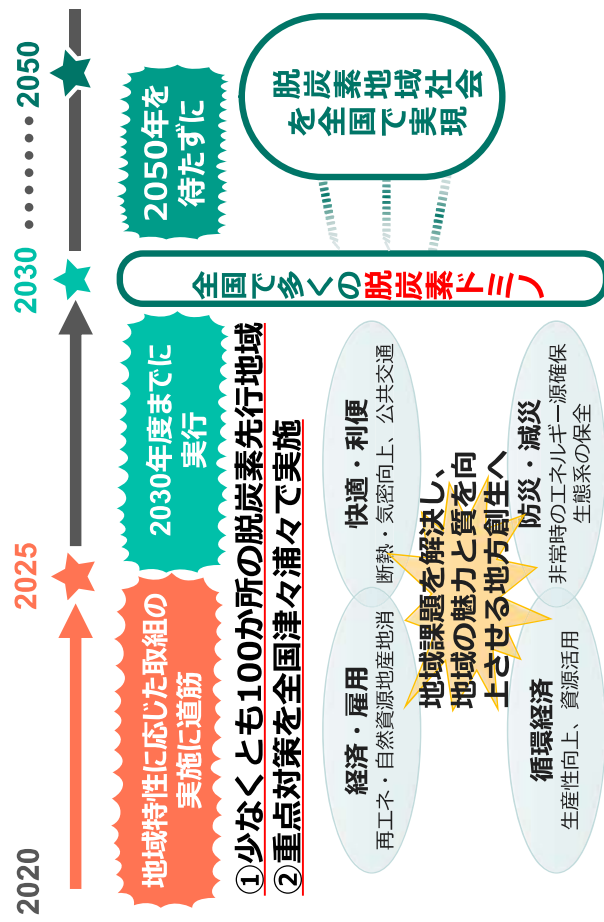 2020
2025
2030
2050
地域特性に応じた取組の
実施に道筋
2030年度までに
実行
2050年を
待たずに
①少なくとも100か所の脱炭素先行地域
②重点対策を全国津々浦々で実施
全国で多くの脱炭素ドミノ
脱炭素地域社会
を全国で実現
経済・雇用
再エネ・自然資源地産地消
快適・利便
断熱・気密向上、公共交通
地域課題を解決し、
地域の魅力と質を向
上させる地方創生へ
循環経済
生産性向上、資源活用
防災・減災
非常時のエネルギー源確保
生態系の保全